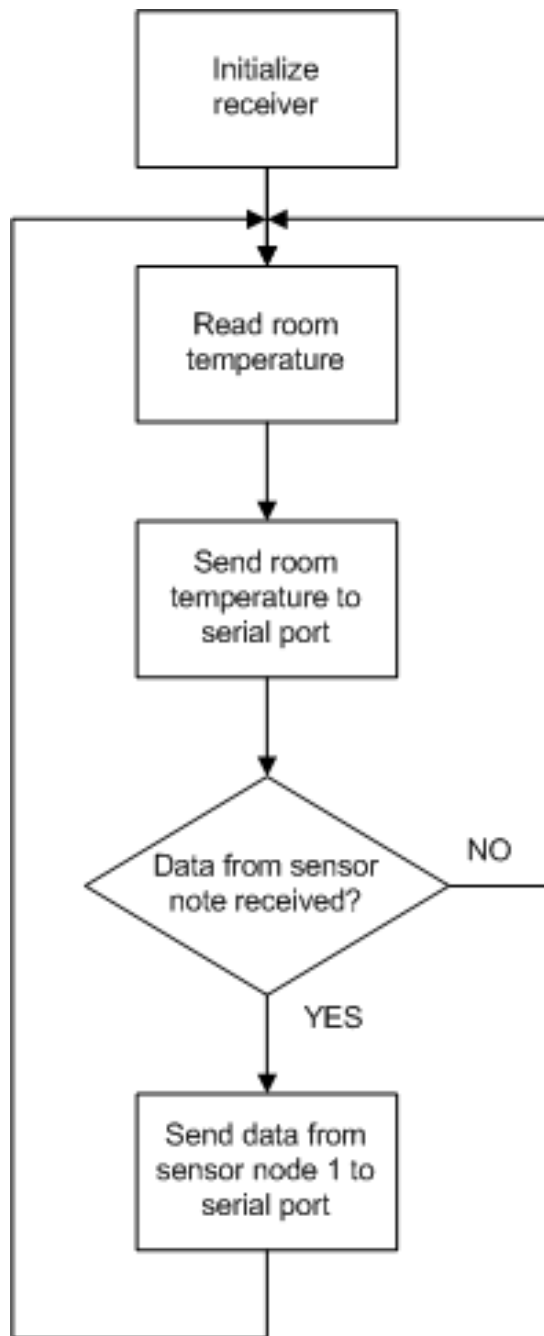 Initialize
receiver
Read room
temperature
Send room
temperature to
serial port
Data from sensor
note received?
NO
YES
Send data from
sensor node 1 to
serial port